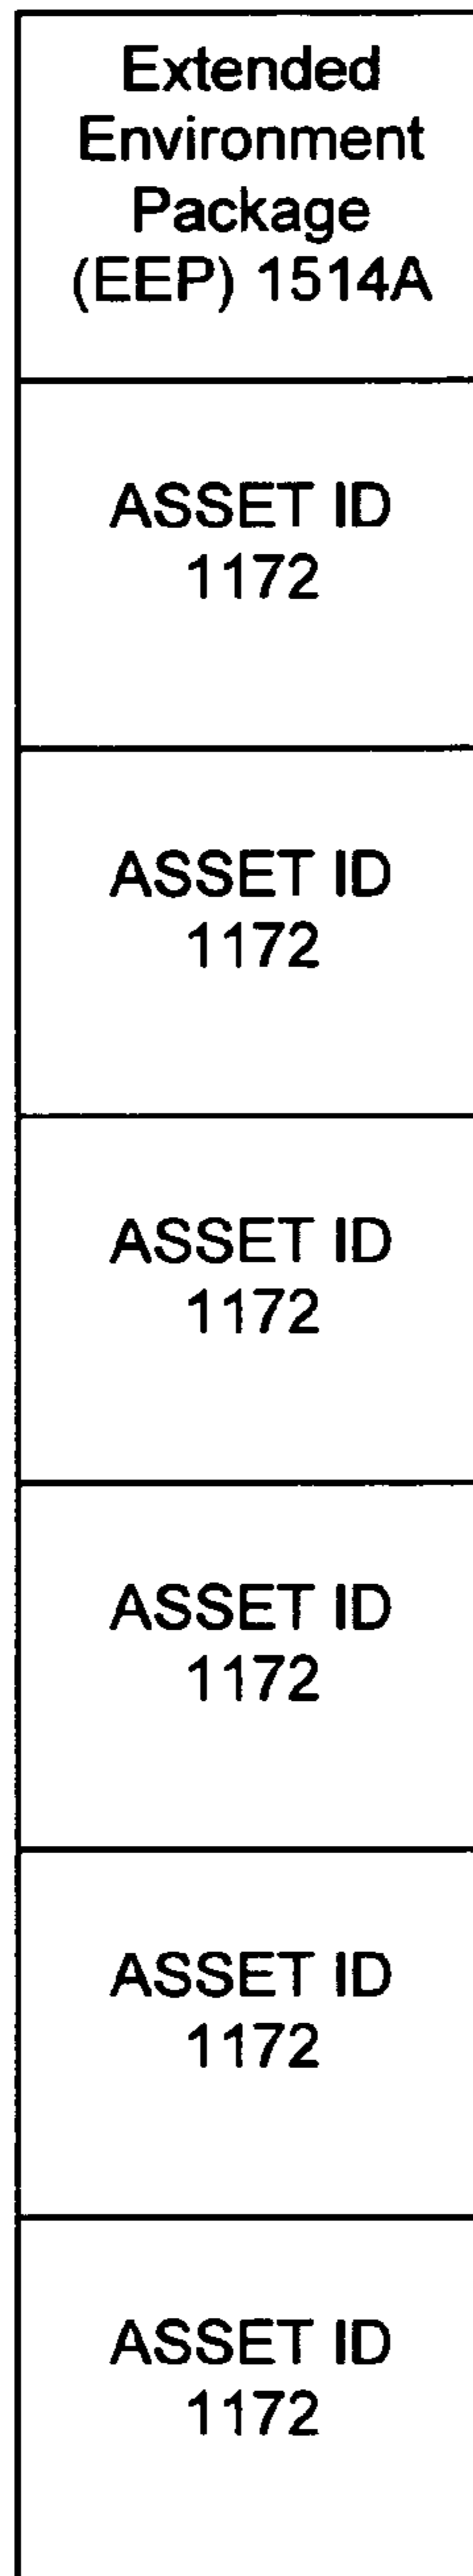 Extended
Environment
Package
(EEP) 1514A
ASSET ID
1172
ASSET ID
1172
ASSET ID
1172
ASSET ID
1172
ASSET ID
1172
ASSET ID
1172